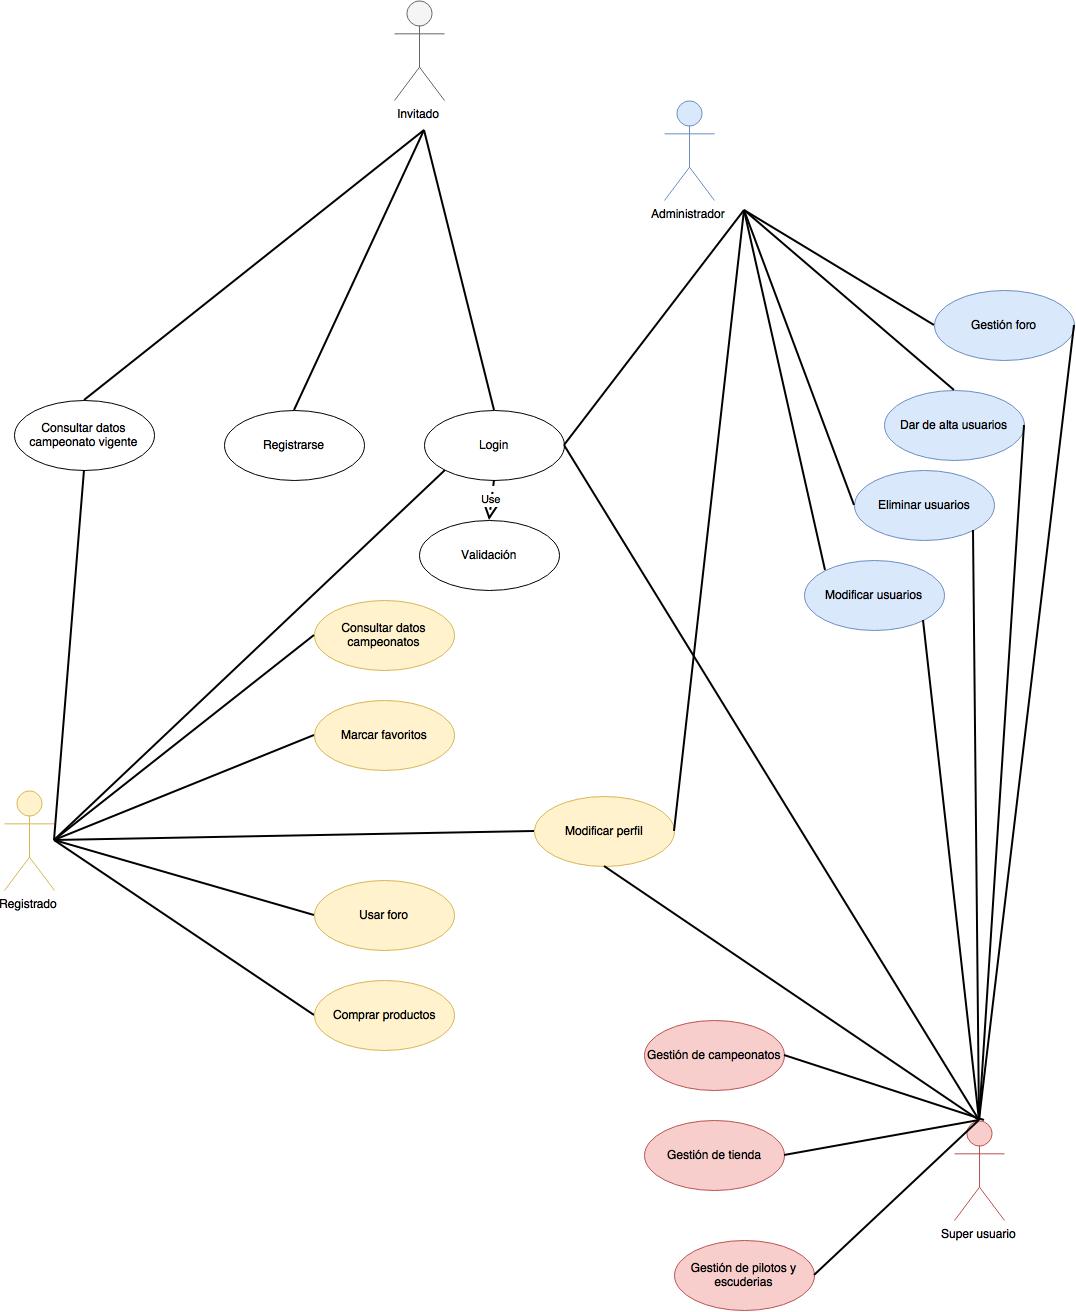 Invitado
Administrador
Gestión foro
Consultar datos
campeonato vigente
Registrarse
Login
Dar de alta usuarios
Use
Eliminar usuarios
Validación
Modificar usuarios
Consultar datos
campeonatos
Marcar favoritos
Modificar perfil
Registrado
Usar foro
Comprar productos
Gestión de campeonatos
Gestión de tienda
Super usuario
Gestión de pilotos y
escuderias